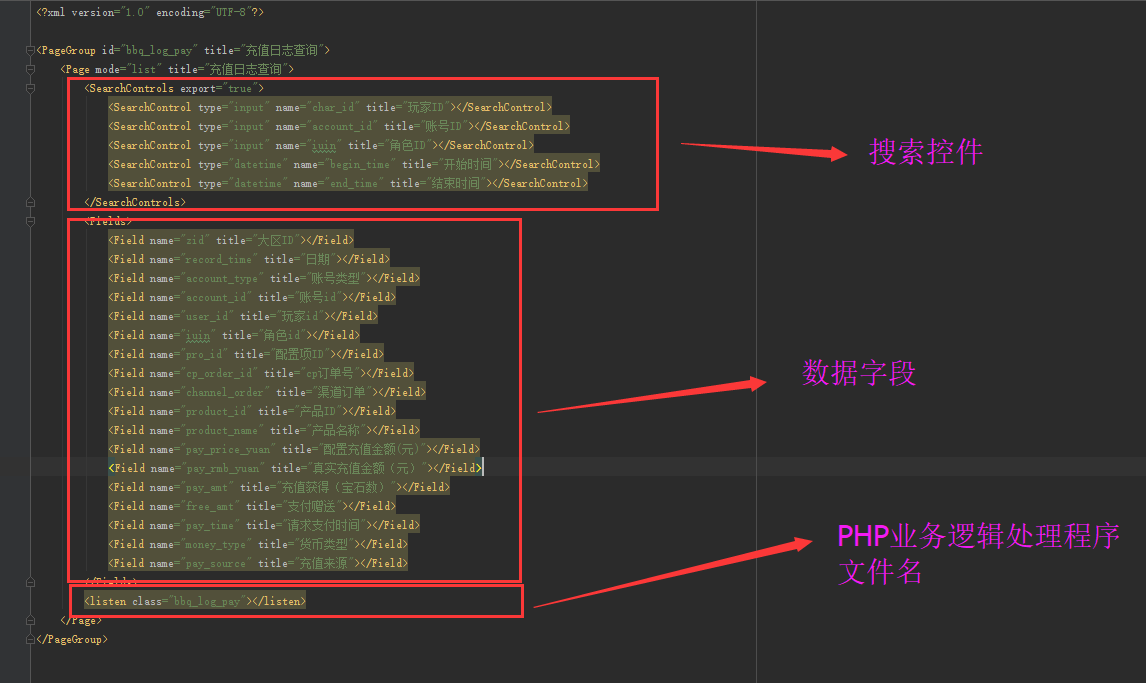 <?xml version="1.0" encoding="UTF-8"?>
<PageGroup id="bbq_log_pay" title="充值日志查询">
<Page mode="list" title="充值日志查询">
<SearchControls export="true">
<SearchControl type="input" name="char_id" title="玩家ID"></SearchControl>
<SearchControl type="input" name="account_id" title="账号ID"></SearchControl>
<SearchControl type="input" name="iuin" title="角色ID"></SearchControl>
<SearchControl type="datetime" name="begin_time" title="开始时间"></SearchControl>
<SearchControl type="datetime" name="end_time" title="结束时间"></SearchControl>
</SearchControls>
搜索控件
<Fields>
<Field name="zid" title="大区ID"></Field>
<Field name="record_time" title="日期"></Field>
<Field name="account_type" title="账号类型"></Field>
<Field name="account_id" title="账号id"></Field>
<Field name="user_id" title="玩家id"></Field>
<Field name="iuin" title="角色id"></Field>
<Field name="pro_id" title="配置项ID"></Field>
<Field name="cp_order_id" title="cp订单号"></Field>
<Field name="channel_order" title="渠道订单"></Field>
<Field name="product_id" title="产品ID"></Field>
<Field name="product_name" title="产品名称"></Field>
<Field name="pay_price_yuan" title="配置充值金额(元)"></Field>
<Field name="pay_rmb_yuan" title="真实充值金额（元）"></Field>
<Field name="pay_amt" title="充值获得（宝石数）"></Field>
<Field name="free_amt" title="支付赠送"></Field>
<Field name="pay_time" title="请求支付时间"></Field>
<Field name="money_type" title="货币类型"></Field>
<Field name="pay_source" title="充值来源"></Field>
</Fields>
数据字段
<listen class="bbq_log_pay"></listen>
PHP业务逻辑处理程序
文件名
</Page>
</PageGroup>